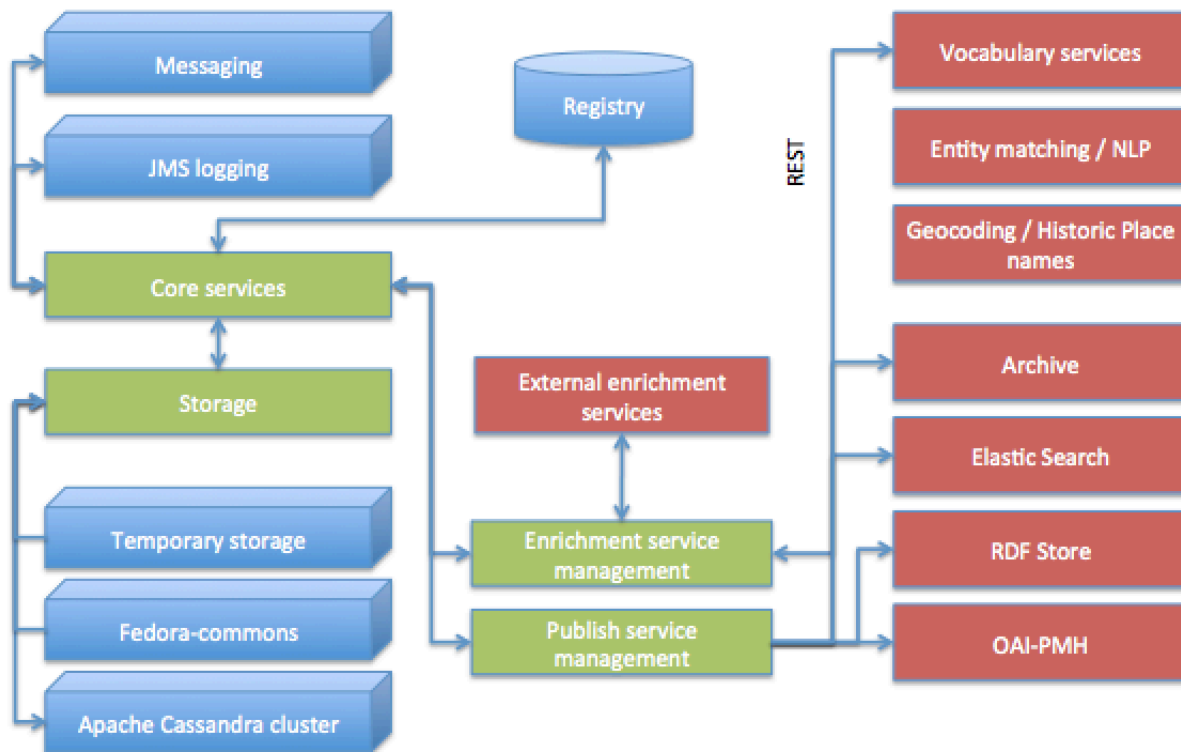 Messaging
JMS logging
Core services
Storage
Temporary storage
Fedora-commons
Apache Cassandra cluster
Registry
External enrichment
services
Enrichment service
management
Publish service
management
REST
Vocabulary services
Entity matching / NLP
Geocoding / Historic Place
names
Archive
Elastic Search
RDF Store
OAI-PMH